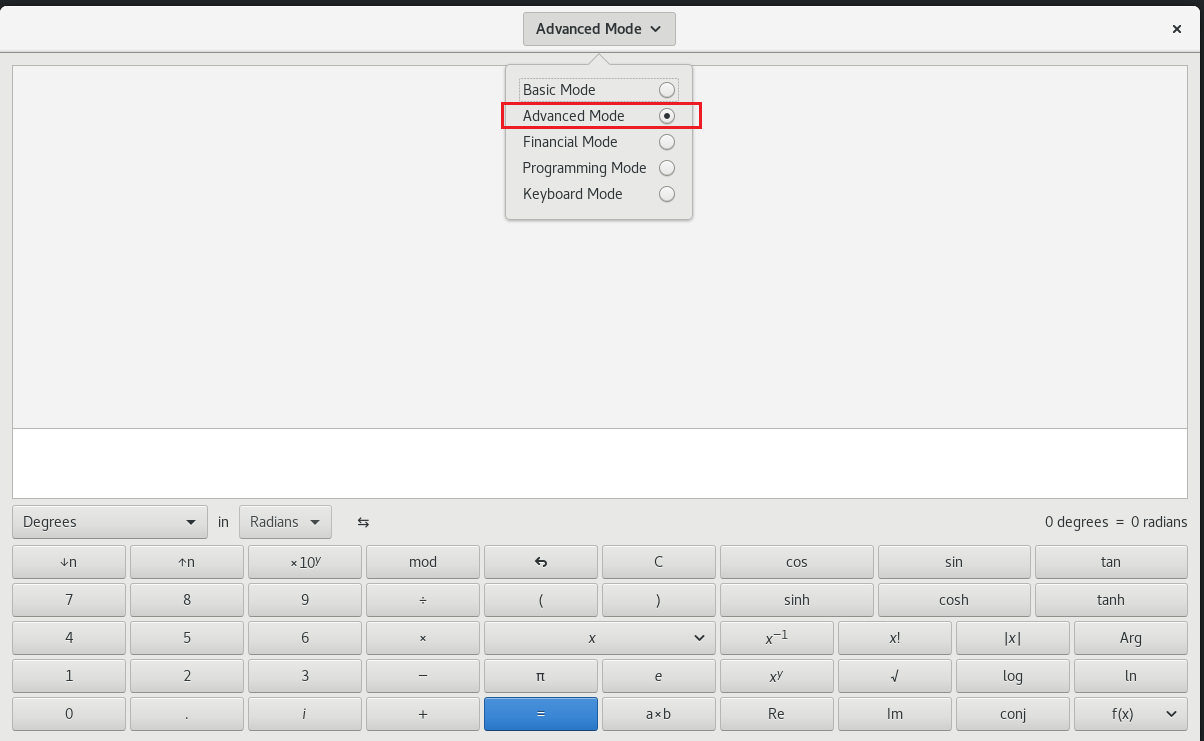 Advanced Mode
Basic Mode
Advanced Mode
Financial Mode
Programming Mode
Keyboard Mode
Degrees in Radians ⇆ 0 degrees = 0 radians
↓n ↑n ×10ʸ mod C cos sin tan
7 8 9 ÷ ( ) sinh cosh tanh
4 5 6 × x x⁻¹ x! |x| Arg
1 2 3 − π e xʸ √ log ln
0 . i + = a×b Re Im conj f(x)